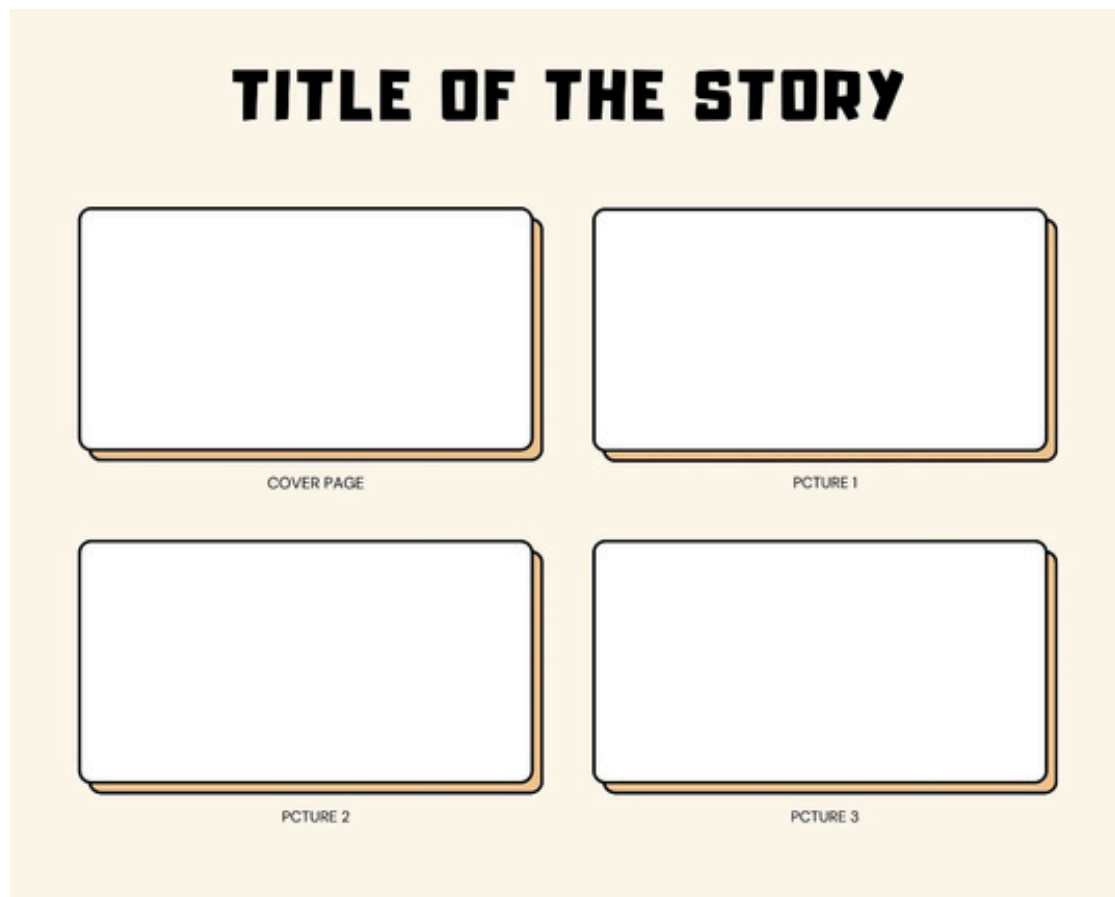 TITLE OF THE STORY
COVER PAGE
PCTURE 1
PCTURE 2
PCTURE 3